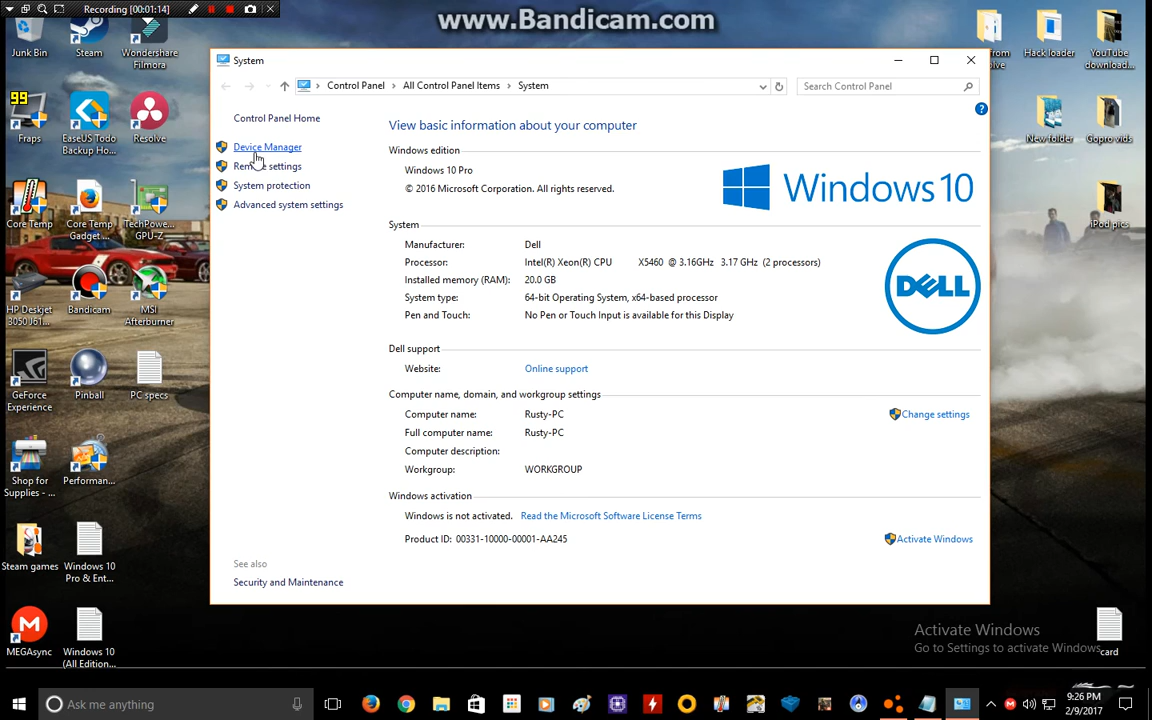 Recording [00:01:14]
www.Bandicam.com
Junk Bin
Steam
Wondershare
Filmora
Hack loader
YouTube
download...
System
Control Panel
All Control Panel Items
System
Search Control Panel
99
Fraps
EaseUS Todo
Backup Ho...
Resolve
New folder
Gopro vids
Control Panel Home
Device Manager
settings
System protection
Advanced system settings
View basic information about your computer
Windows edition
Windows 10 Pro
© 2016 Microsoft Corporation. All rights reserved.
Windows 10
System
Manufacturer: Dell
Processor: Intel(R) Xeon(R) CPU X5460 @ 3.16GHz 3.17 GHz (2 processors)
Installed memory (RAM): 20.0 GB
System type: 64-bit Operating System, x64-based processor
Pen and Touch: No Pen or Touch Input is available for this Display
DELL
Dell support
Website: Online support
Computer name, domain, and workgroup settings
Computer name: Rusty-PC
Change settings
Full computer name: Rusty-PC
Computer description:
Workgroup: WORKGROUP
Windows activation
Windows is not activated. Read the Microsoft Software License Terms
Product ID: 00331-10000-00001-AA245
Activate Windows
See also
Security and Maintenance
Core Temp
Core Temp
Gadget ...
TechPowe...
GPU-Z
iPod pics
HP Deskjet
3050 J61...
Bandicam
MSI
Afterburner
GeForce
Experience
Pinball
PC specs
Shop for
Supplies - ...
Performan...
Steam games
Windows 10
Pro & Ent...
MEGAsync
Windows 10
(All Edition...
Activate Windows
Go to Settings to activate Windows.
card
Ask me anything
9:26 PM
2/9/2017